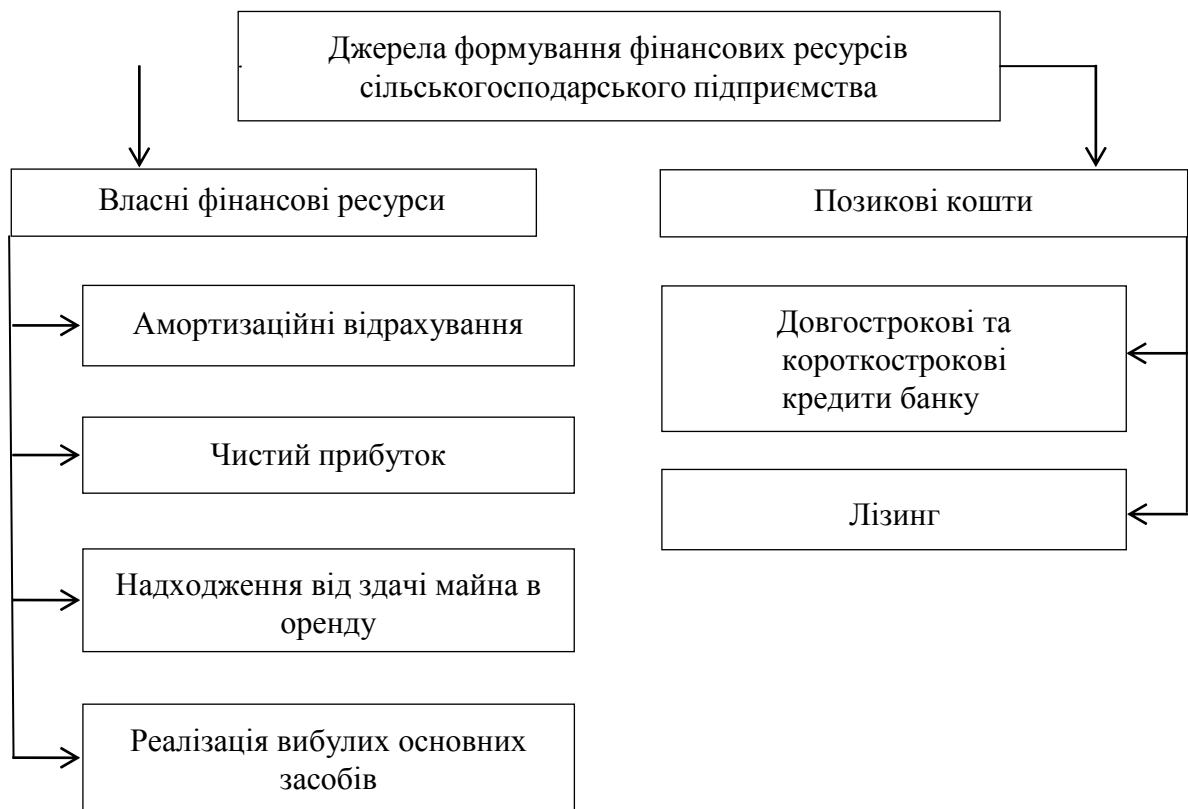 Джерела формування фінансових ресурсів
сільськогосподарського підприємства
Власні фінансові ресурси
Позикові кошти
Амортизаційні відрахування
Чистий прибуток
Надходження від здачі майна в
оренду
Реалізація вибулих основних
засобів
Довгострокові та
короткострокові
кредити банку
Лізинг